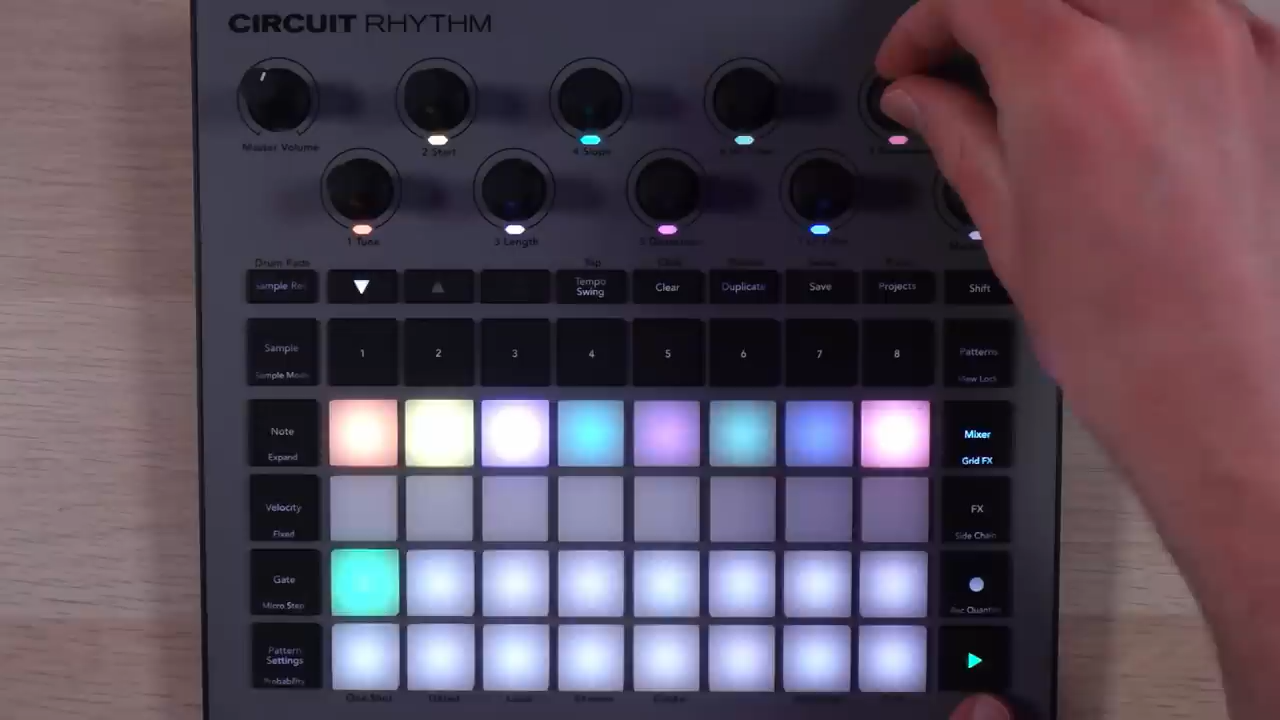 CIRCUIT RHYTHM
Master Volume
2 Start
4 Slope
1 Tune
3 Length
5 Distortion
Drum Pads
Tap
Clear
Sample Rec
Tempo
Swing
Clear
Duplicate
Save
Projects
Shift
Sample
Sample Mode
1
2
3
4
5
6
7
8
Patterns
View Lock
Note
Expand
Mixer
Grid FX
Velocity
Fixed
FX
Side Chain
Gate
Micro Step
Rec Quantise
Pattern
Settings
Probability
One Shot